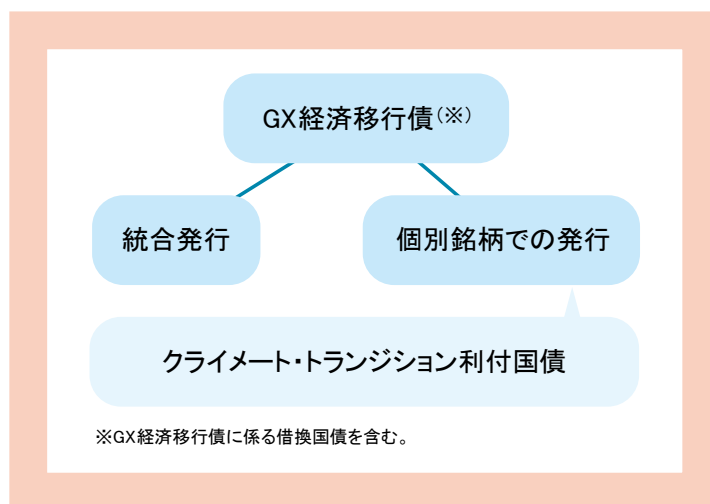 GX経済移行債(※)
統合発行
個別銘柄での発行
クライメート・トランジション利付国債
※GX経済移行債に係る借換国債を含む。